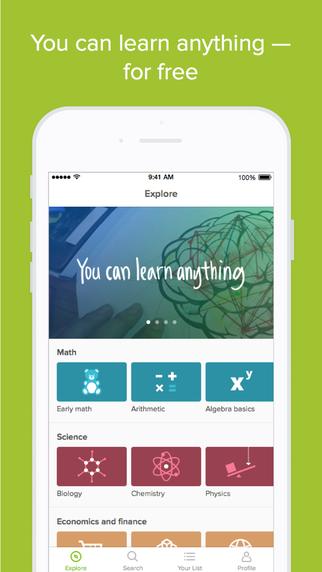 You can learn anything —
for free
9:41 AM
100%
Explore
You can learn anything
Math
Early math
Arithmetic
Algebra basics
Science
Biology
Chemistry
Physics
Economics and finance
Explore
Search
Your List
Profile